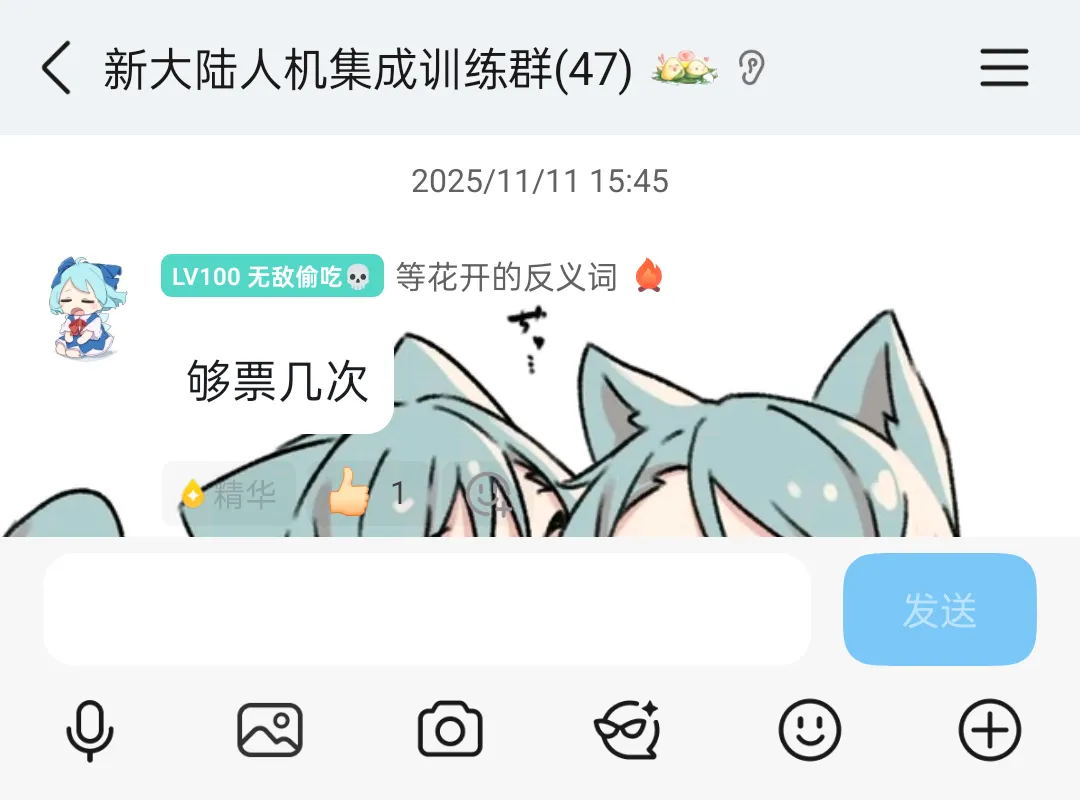 新大陆人机集成训练群(47)
2025/11/11 15:45
LV100 无敌偷吃💀 等花开的反义词 🔥
够票几次
精华 👍 1
发送